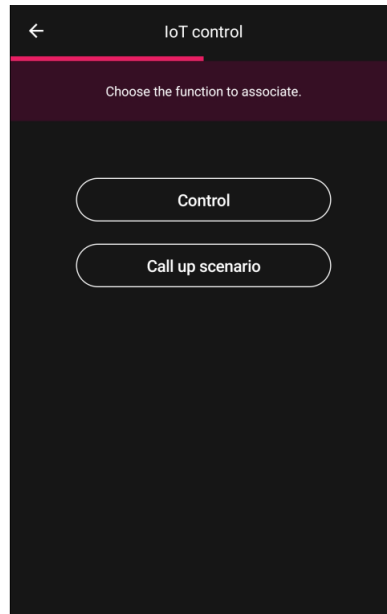 IoT control
Choose the function to associate.
Control
Call up scenario